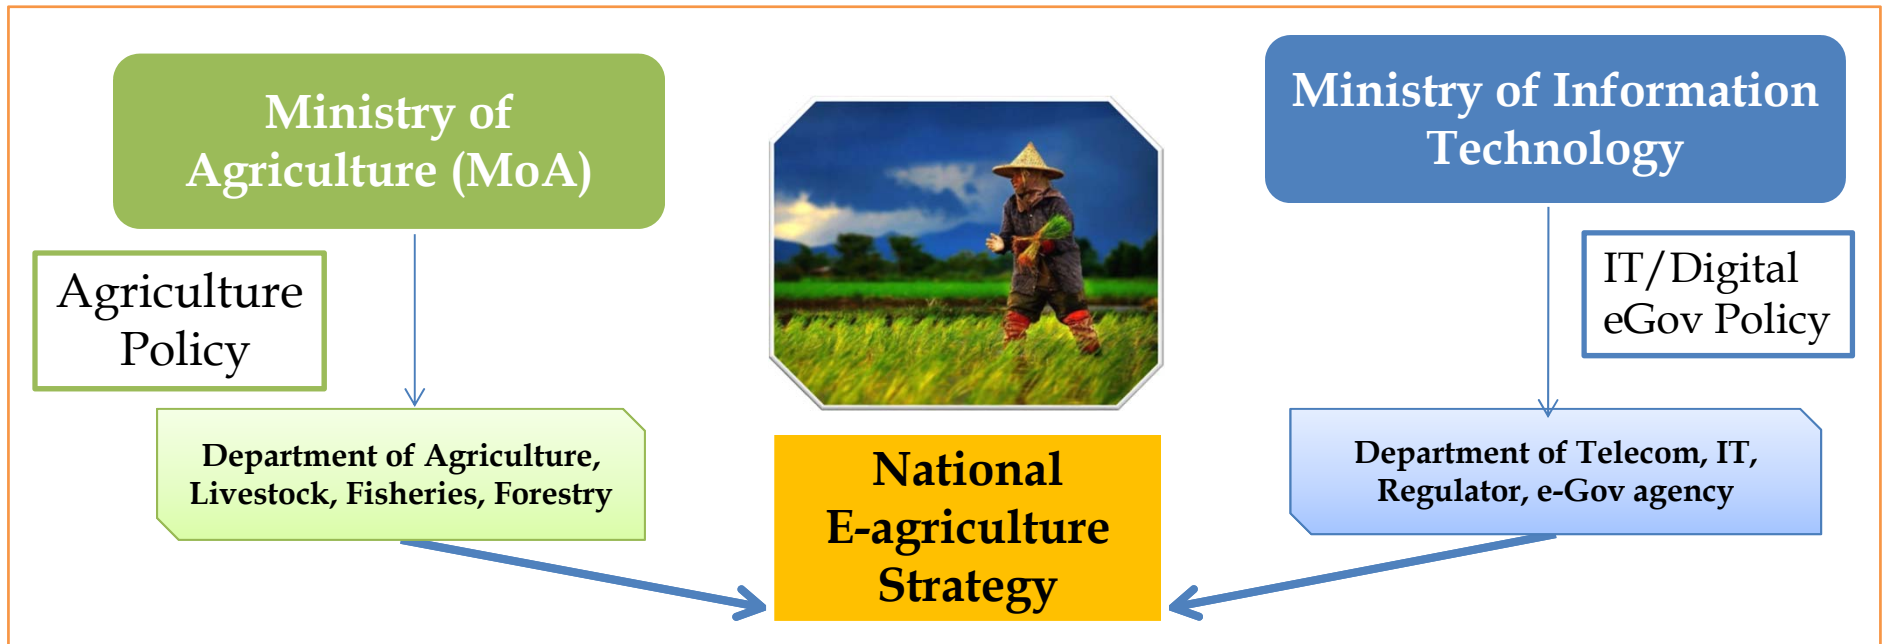 Ministry of
Agriculture (MoA)
Ministry of Information
Technology
Agriculture
Policy
IT/Digital
eGov Policy
Department of Agriculture,
Livestock, Fisheries, Forestry
National
E-agriculture
Strategy
Department of Telecom, IT,
Regulator, e-Gov agency